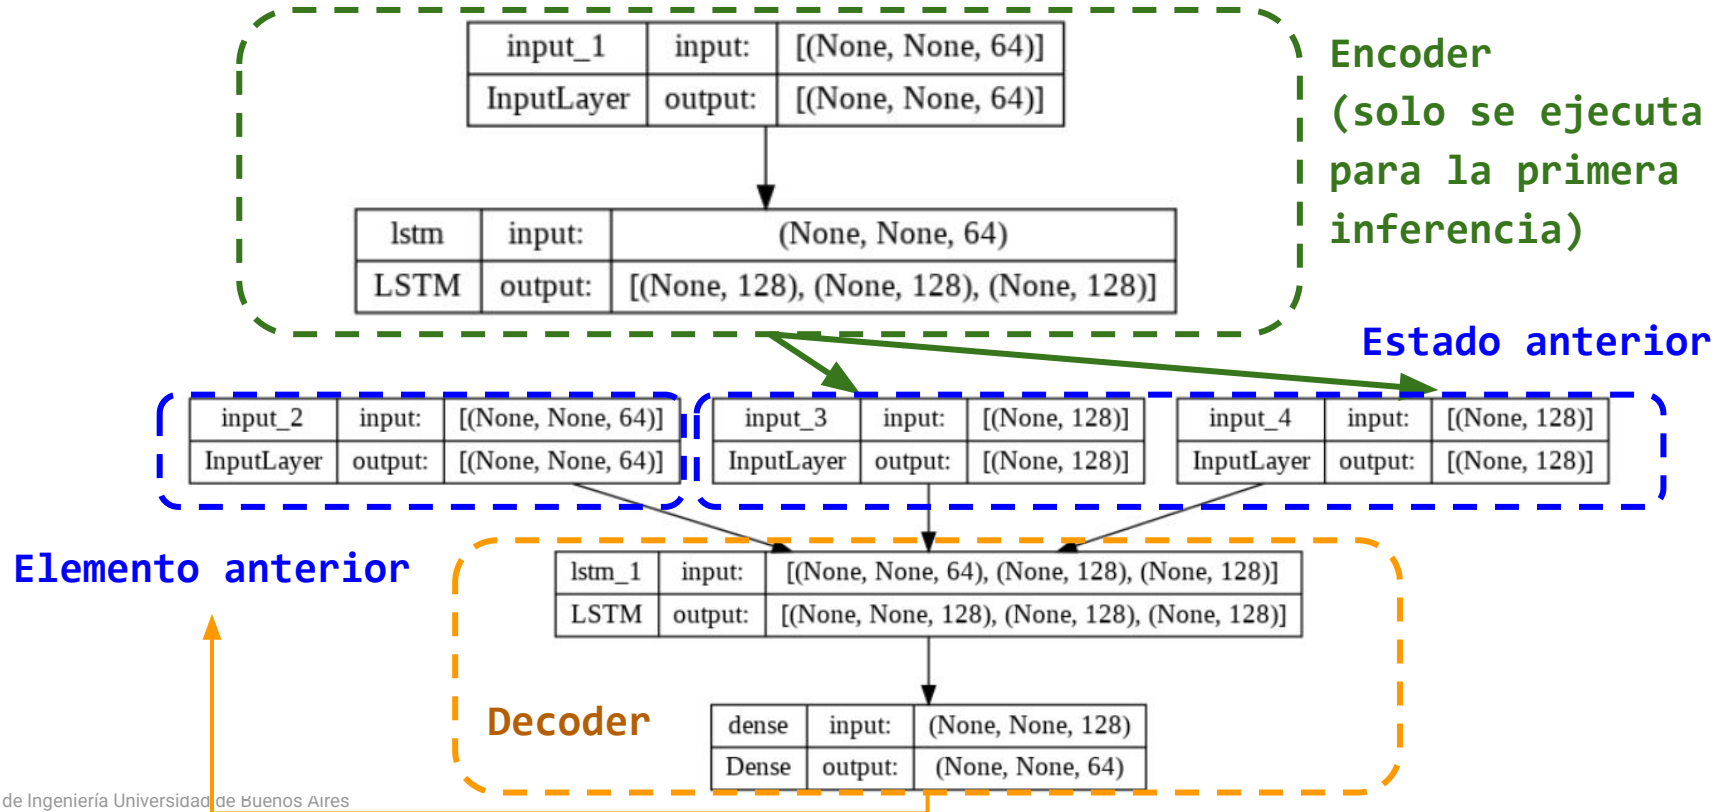 input_1 input: [(None, None, 64)]
InputLayer output: [(None, None, 64)]
Encoder
(solo se ejecuta
para la primera
inferencia)
lstm input: (None, None, 64)
LSTM output: [(None, 128), (None, 128), (None, 128)]
Estado anterior
input_2 input: [(None, None, 64)]
InputLayer output: [(None, None, 64)]
input_3 input: [(None, 128)]
InputLayer output: [(None, 128)]
input_4 input: [(None, 128)]
InputLayer output: [(None, 128)]
Elemento anterior
lstm_1 input: [(None, None, 64), (None, 128), (None, 128)]
LSTM output: [(None, None, 128), (None, 128), (None, 128)]
Decoder
dense input: (None, None, 128)
Dense output: (None, None, 64)
de Ingeniería Universidad de Buenos Aires